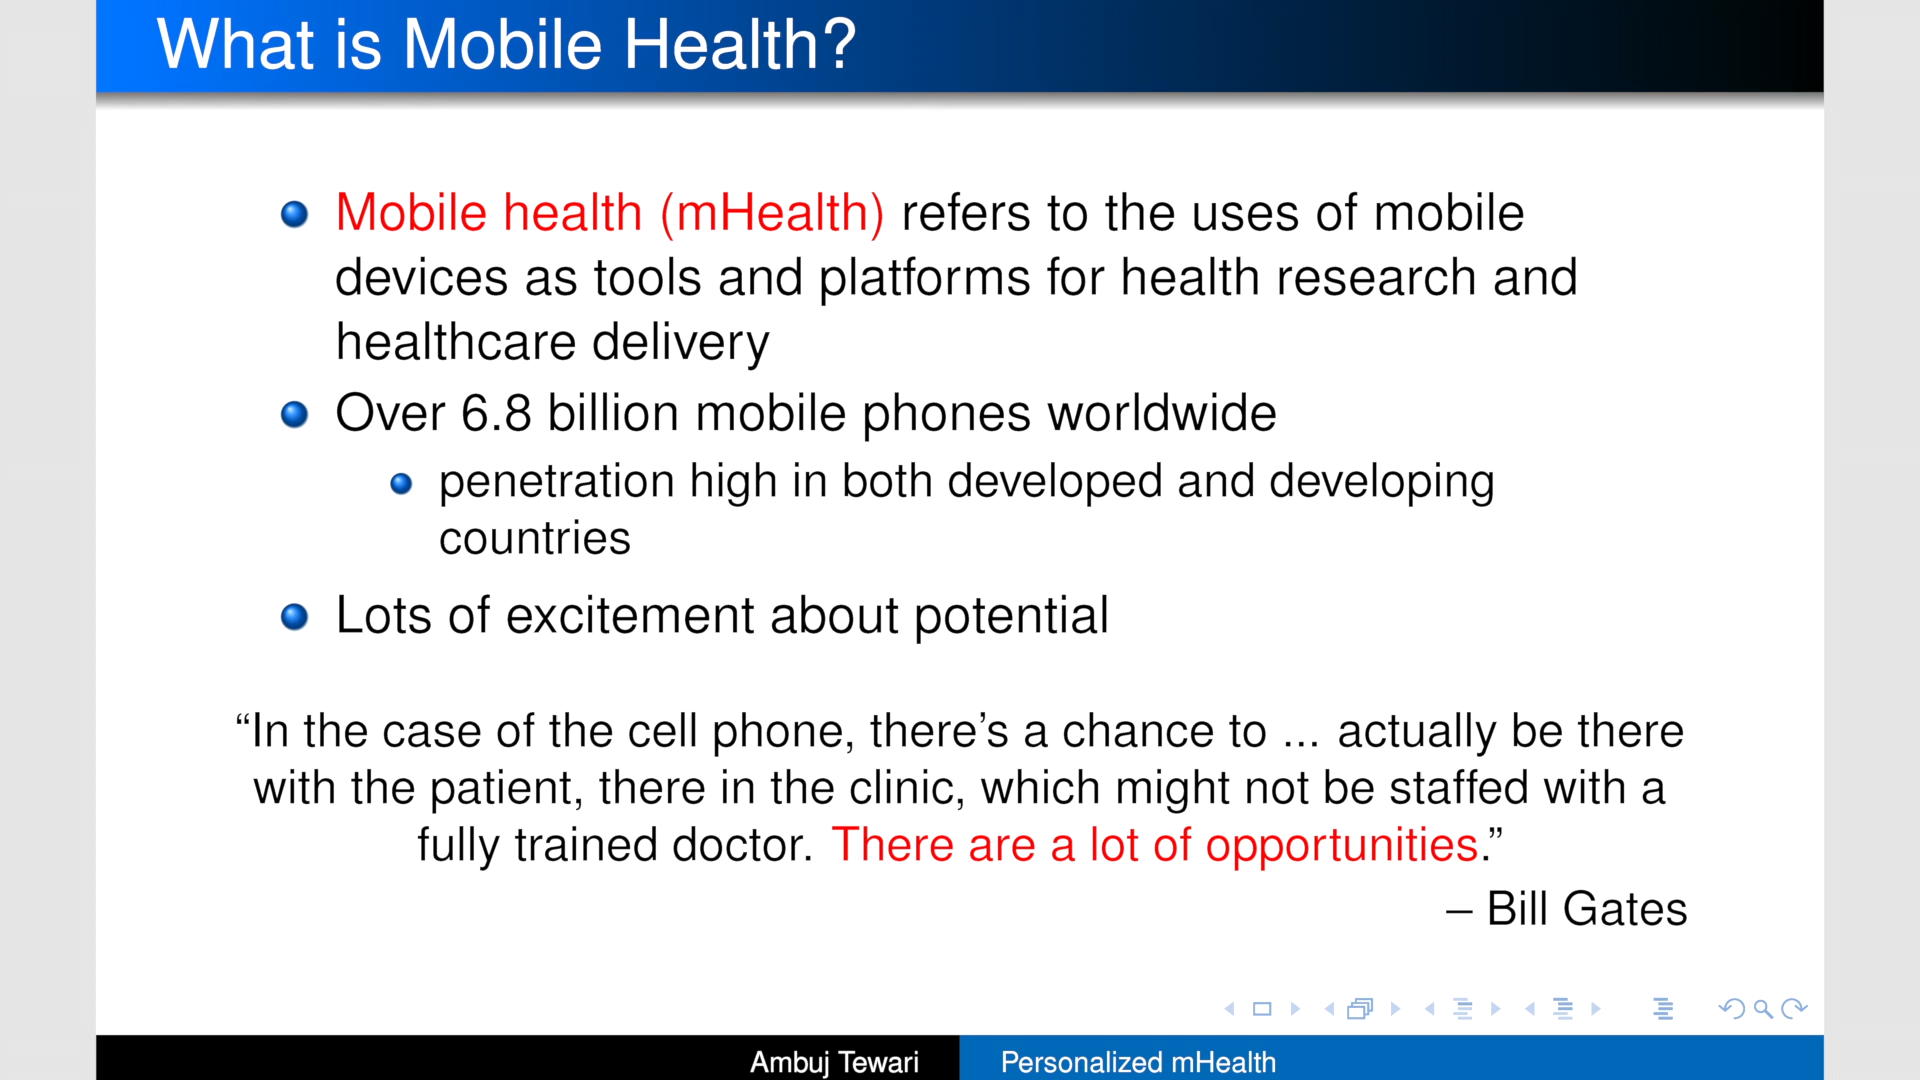 What is Mobile Health?
Mobile health (mHealth) refers to the uses of mobile
devices as tools and platforms for health research and
healthcare delivery
Over 6.8 billion mobile phones worldwide
penetration high in both developed and developing
countries
Lots of excitement about potential
“In the case of the cell phone, there’s a chance to ... actually be there
with the patient, there in the clinic, which might not be staffed with a
fully trained doctor. There are a lot of opportunities.”
– Bill Gates
Ambuj Tewari
Personalized mHealth